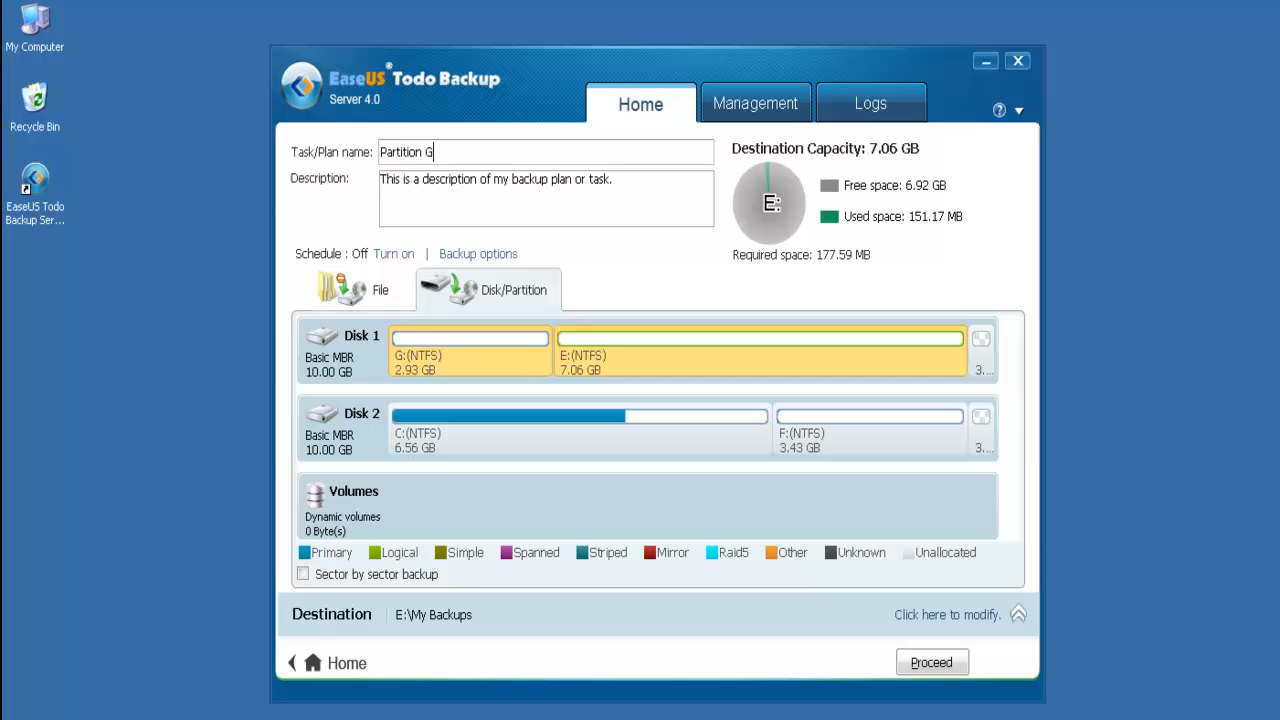 My Computer
Recycle Bin
EaseUS Todo
Backup Ser...
EaseUS® Todo Backup
Server 4.0
Home
Management
Logs
Task/Plan name: Partition G
Description: This is a description of my backup plan or task.
Destination Capacity: 7.06 GB
E:
Free space: 6.92 GB
Used space: 151.17 MB
Required space: 177.59 MB
Schedule : Off Turn on | Backup options
File
Disk/Partition
Disk 1
Basic MBR
10.00 GB
G:(NTFS)
2.93 GB
E:(NTFS)
7.06 GB
3....
Disk 2
Basic MBR
10.00 GB
C:(NTFS)
6.56 GB
F:(NTFS)
3.43 GB
3....
Volumes
Dynamic volumes
0 Byte(s)
Primary Logical Simple Spanned Striped Mirror Raid5 Other Unknown Unallocated
Sector by sector backup
Destination E:\My Backups Click here to modify.
Home
Proceed